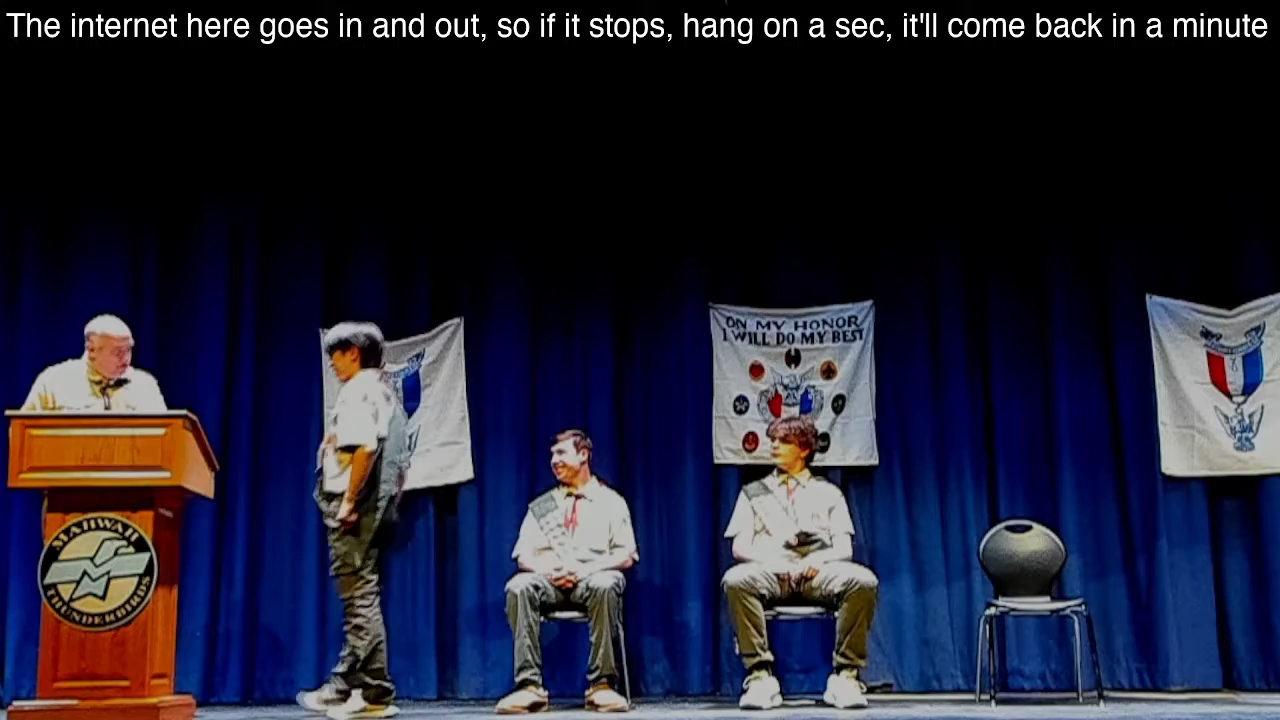 The internet here goes in and out, so if it stops, hang on a sec, it'll come back in a minute
ON MY HONOR
I WILL DO MY BEST
MAHWAH
M
THUNDERBIRDS